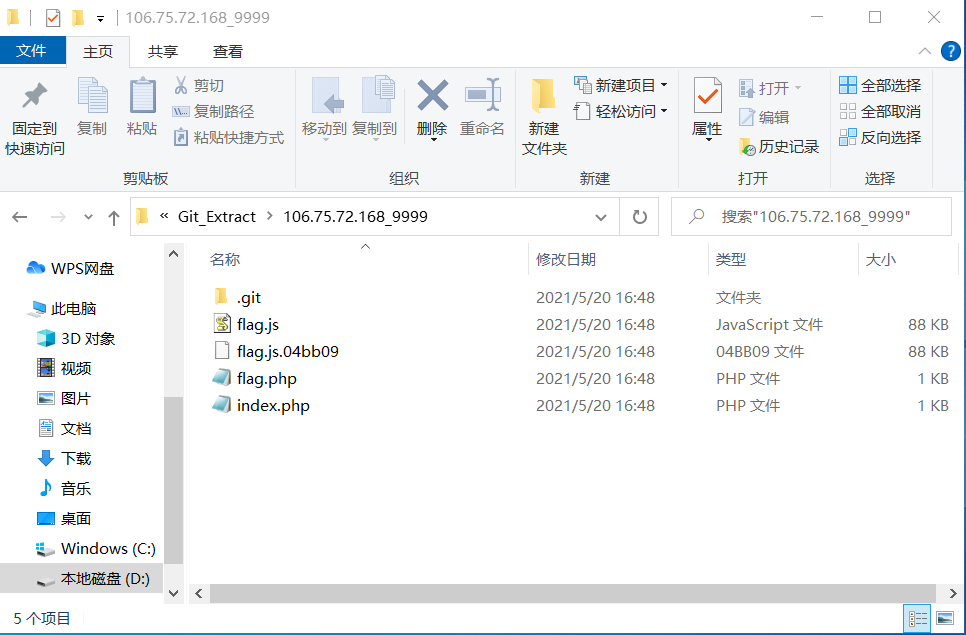 106.75.72.168_9999
文件 主页 共享 查看
固定到快速访问
复制
粘贴
剪切
复制路径
粘贴快捷方式
剪贴板
移动到
复制到
删除
重命名
组织
新建文件夹
新建项目
轻松访问
新建
属性
打开
编辑
历史记录
打开
全部选择
全部取消
反向选择
选择
« Git_Extract > 106.75.72.168_9999
搜索"106.75.72.168_9999"
WPS网盘
此电脑
3D 对象
视频
图片
文档
下载
音乐
桌面
Windows (C:)
本地磁盘 (D:)
名称 修改日期 类型 大小
.git 2021/5/20 16:48 文件夹
flag.js 2021/5/20 16:48 JavaScript 文件 88 KB
flag.js.04bb09 2021/5/20 16:48 04BB09 文件 88 KB
flag.php 2021/5/20 16:48 PHP 文件 1 KB
index.php 2021/5/20 16:48 PHP 文件 1 KB
5 个项目